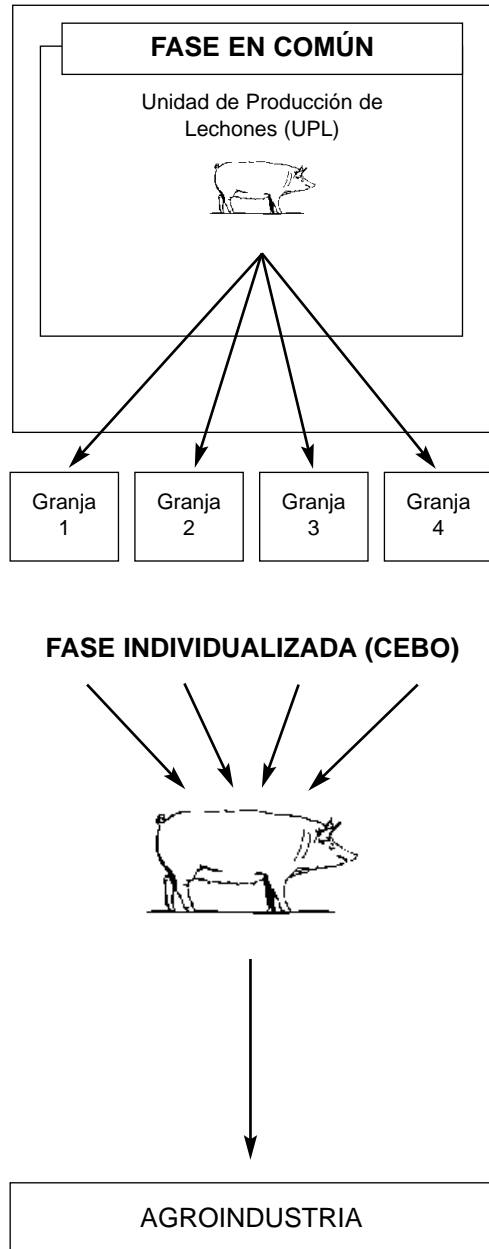 FASE EN COMÚN
Unidad de Producción de
Lechones (UPL)
Granja
1
Granja
2
Granja
3
Granja
4
FASE INDIVIDUALIZADA (CEBO)
AGROINDUSTRIA